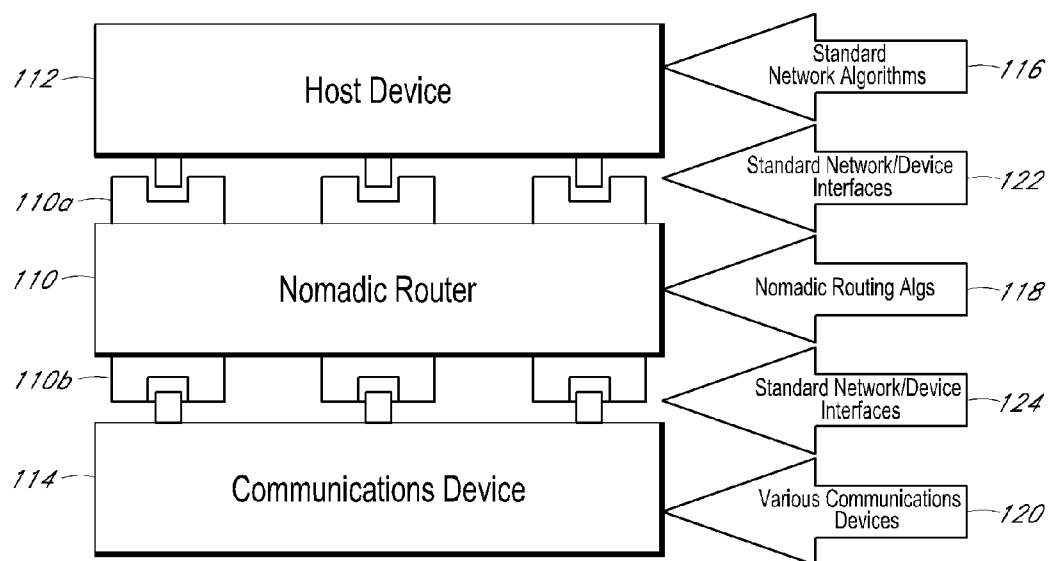 112
Host Device
Standard
Network Algorithms
116
110a
Standard Network/Device
Interfaces
122
110
Nomadic Router
Nomadic Routing Algs
118
110b
Standard Network/Device
Interfaces
124
114
Communications Device
Various Communications
Devices
120